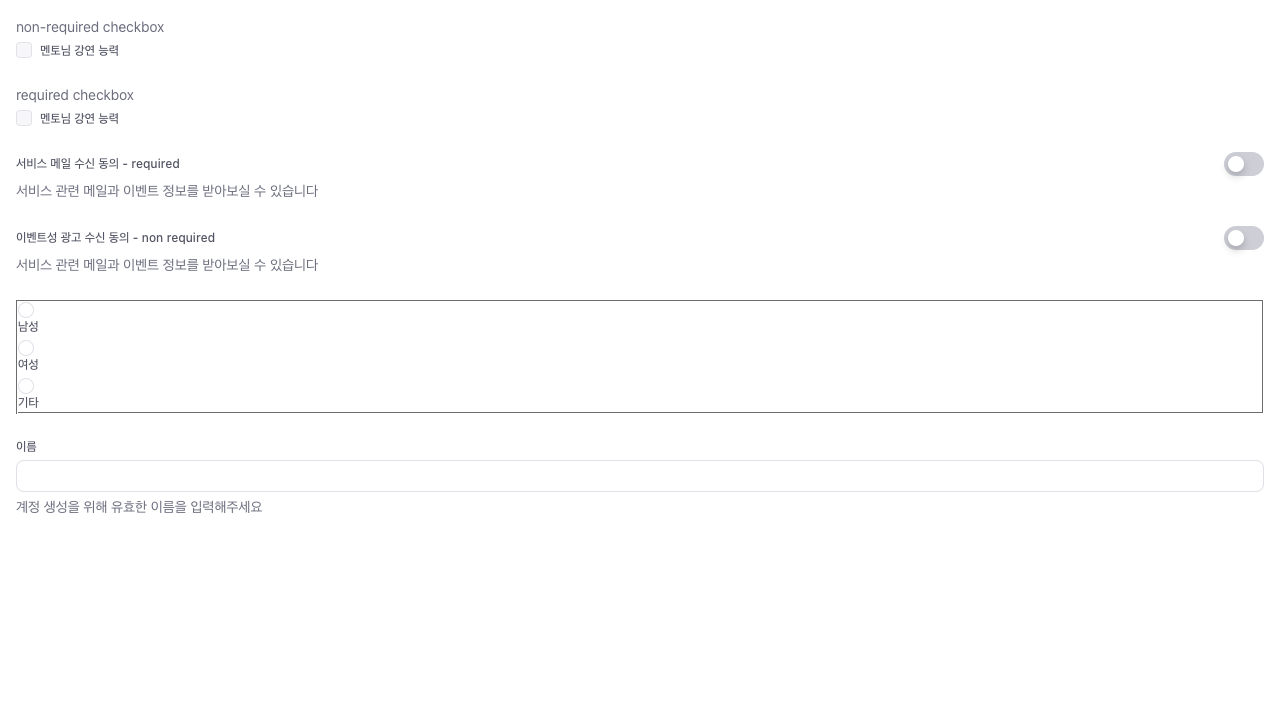 non-required checkbox
멘토님 강연 능력
required checkbox
멘토님 강연 능력
서비스 메일 수신 동의 - required
서비스 관련 메일과 이벤트 정보를 받아보실 수 있습니다
이벤트성 광고 수신 동의 - non required
서비스 관련 메일과 이벤트 정보를 받아보실 수 있습니다
남성
여성
기타
이름
계정 생성을 위해 유효한 이름을 입력해주세요